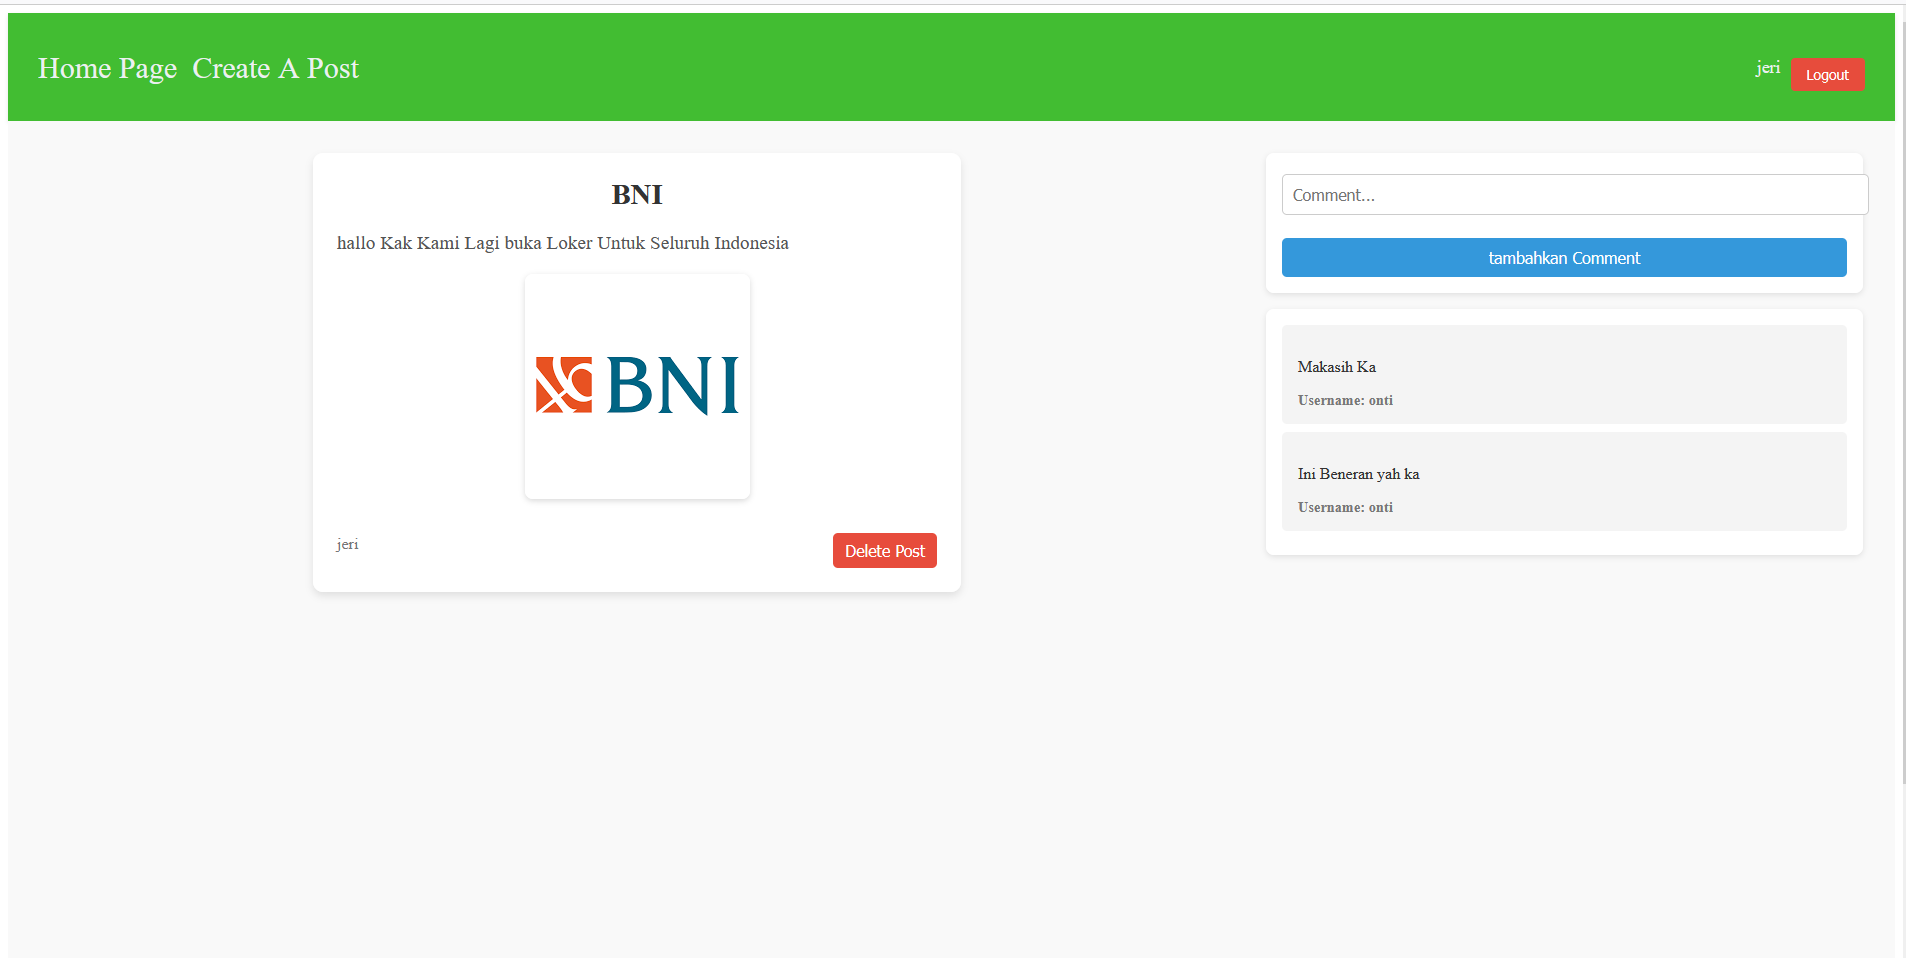 Home Page Create A Post
jeri Logout
BNI
hallo Kak Kami Lagi buka Loker Untuk Seluruh Indonesia
BNI
jeri
Delete Post
Comment...
tambahkan Comment
Makasih Ka
Username: onti
Ini Beneran yah ka
Username: onti